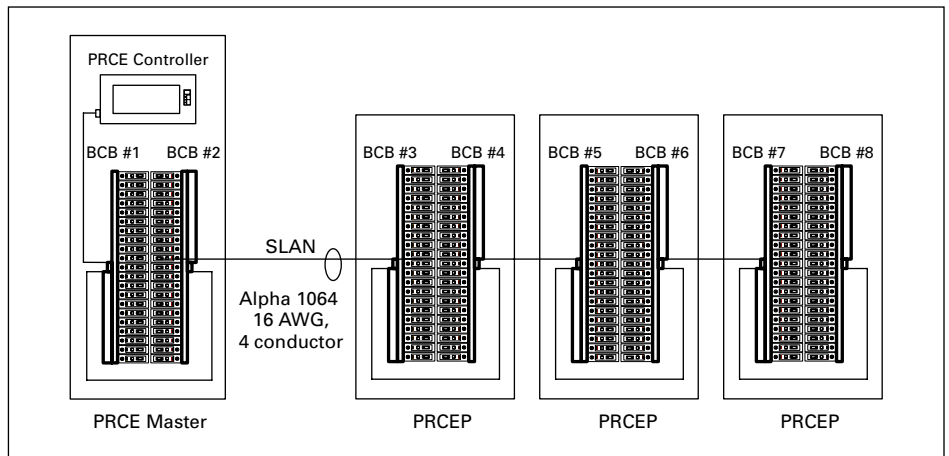 PRCE Controller
BCB #1 BCB #2
BCB #3 BCB #4
BCB #5 BCB #6
BCB #7 BCB #8
SLAN
Alpha 1064
16 AWG,
4 conductor
PRCE Master
PRCEP
PRCEP
PRCEP